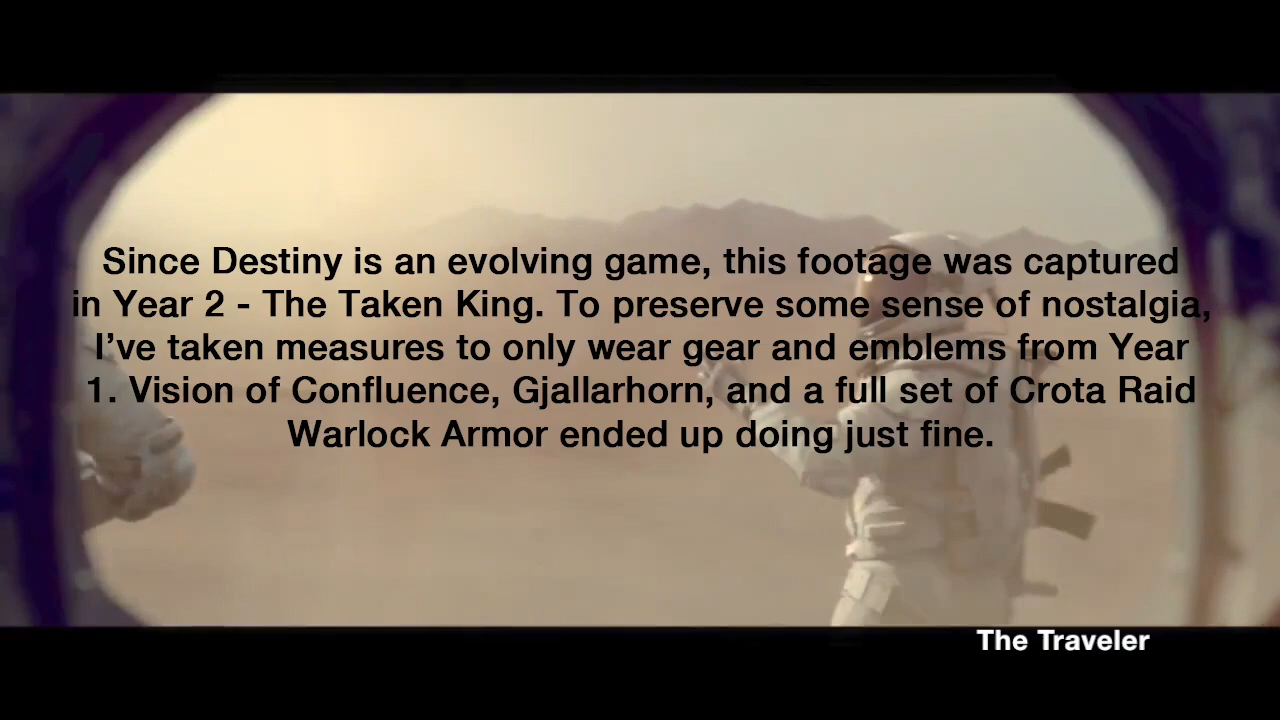 Since Destiny is an evolving game, this footage was captured
in Year 2 - The Taken King. To preserve some sense of nostalgia,
I’ve taken measures to only wear gear and emblems from Year
1. Vision of Confluence, Gjallarhorn, and a full set of Crota Raid
Warlock Armor ended up doing just fine.
The Traveler